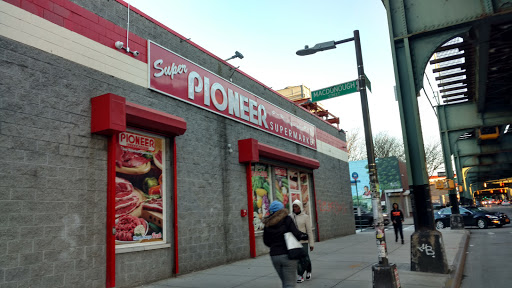 Super
PIONEER
SUPERMARKET
MACDONOUGH
PIONEER